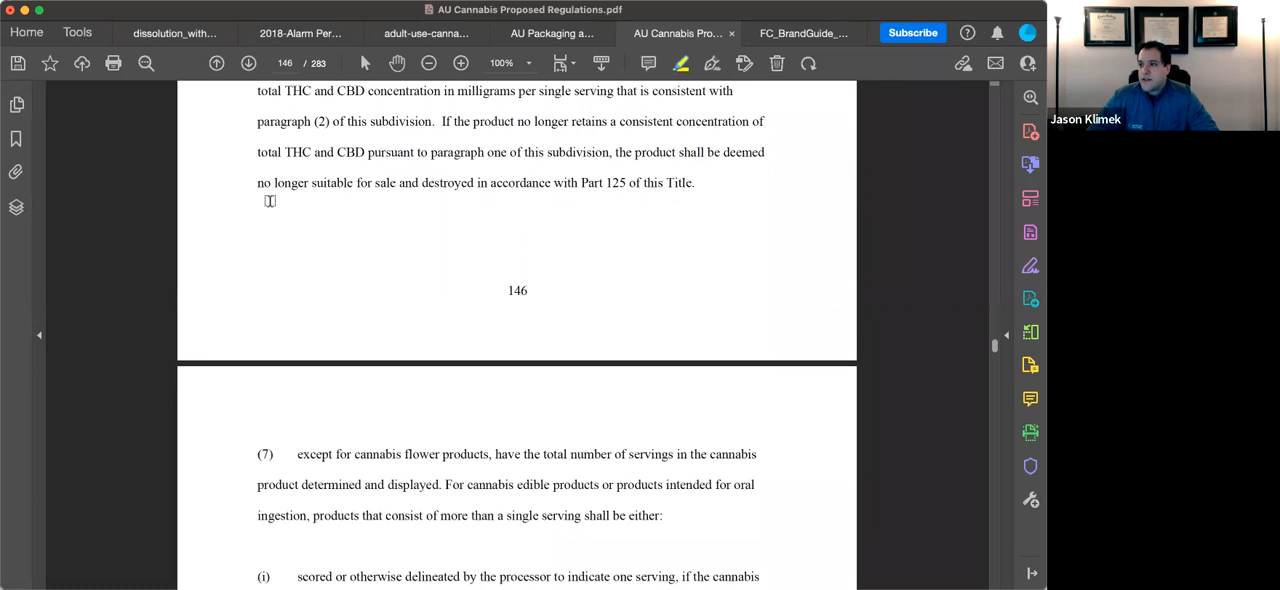 AU Cannabis Proposed Regulations.pdf
Home Tools dissolution_with... 2018-Alarm Per... adult-use-canna... AU Packaging a... AU Cannabis Pro... × FC_BrandGuide_... Subscribe
146 / 283 100%
Jason Klimek
total THC and CBD concentration in milligrams per single serving that is consistent with
paragraph (2) of this subdivision. If the product no longer retains a consistent concentration of
total THC and CBD pursuant to paragraph one of this subdivision, the product shall be deemed
no longer suitable for sale and destroyed in accordance with Part 125 of this Title.
146
(7) except for cannabis flower products, have the total number of servings in the cannabis
product determined and displayed. For cannabis edible products or products intended for oral
ingestion, products that consist of more than a single serving shall be either:
(i) scored or otherwise delineated by the processor to indicate one serving, if the cannabis